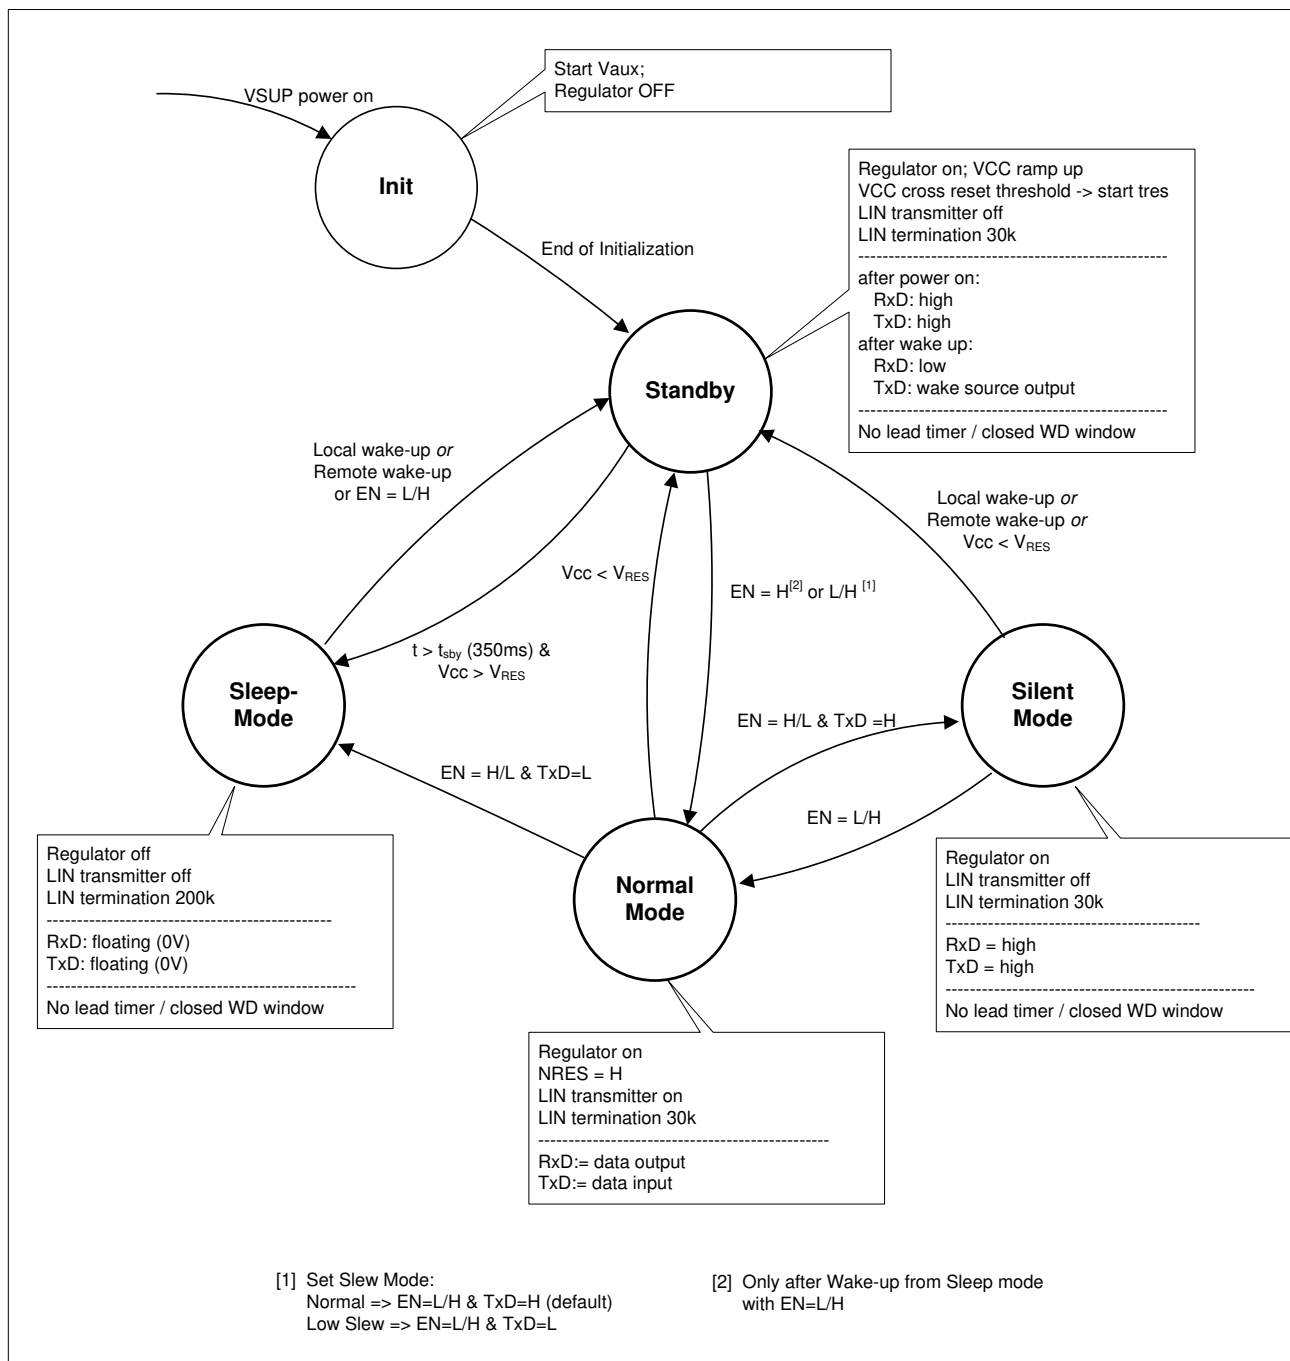 VSUP power on
Start Vaux;
Regulator OFF
Init
End of Initialization
Regulator on; VCC ramp up
VCC cross reset threshold -> start tres
LIN transmitter off
LIN termination 30k
---------------------------------------------------
after power on:
RxD: high
TxD: high
after wake up:
RxD: low
TxD: wake source output
---------------------------------------------------
No lead timer / closed WD window
Standby
Local wake-up or
Remote wake-up
or EN = L/H
Local wake-up or
Remote wake-up or
Vcc < VRES
Vcc < VRES
EN = H[2] or L/H [1]
t > tsby (350ms) &
Vcc > VRES
Sleep-
Mode
Silent
Mode
EN = H/L & TxD =H
EN = H/L & TxD=L
EN = L/H
Normal
Mode
Regulator off
LIN transmitter off
LIN termination 200k
-----------------------------------------------
RxD: floating (0V)
TxD: floating (0V)
---------------------------------------------------
No lead timer / closed WD window
Regulator on
LIN transmitter off
LIN termination 30k
------------------------------------------
RxD = high
TxD = high
---------------------------------------------------
No lead timer / closed WD window
Regulator on
NRES = H
LIN transmitter on
LIN termination 30k
------------------------------------------------
RxD:= data output
TxD:= data input
[1] Set Slew Mode:
Normal => EN=L/H & TxD=H (default)
Low Slew => EN=L/H & TxD=L
[2] Only after Wake-up from Sleep mode
with EN=L/H